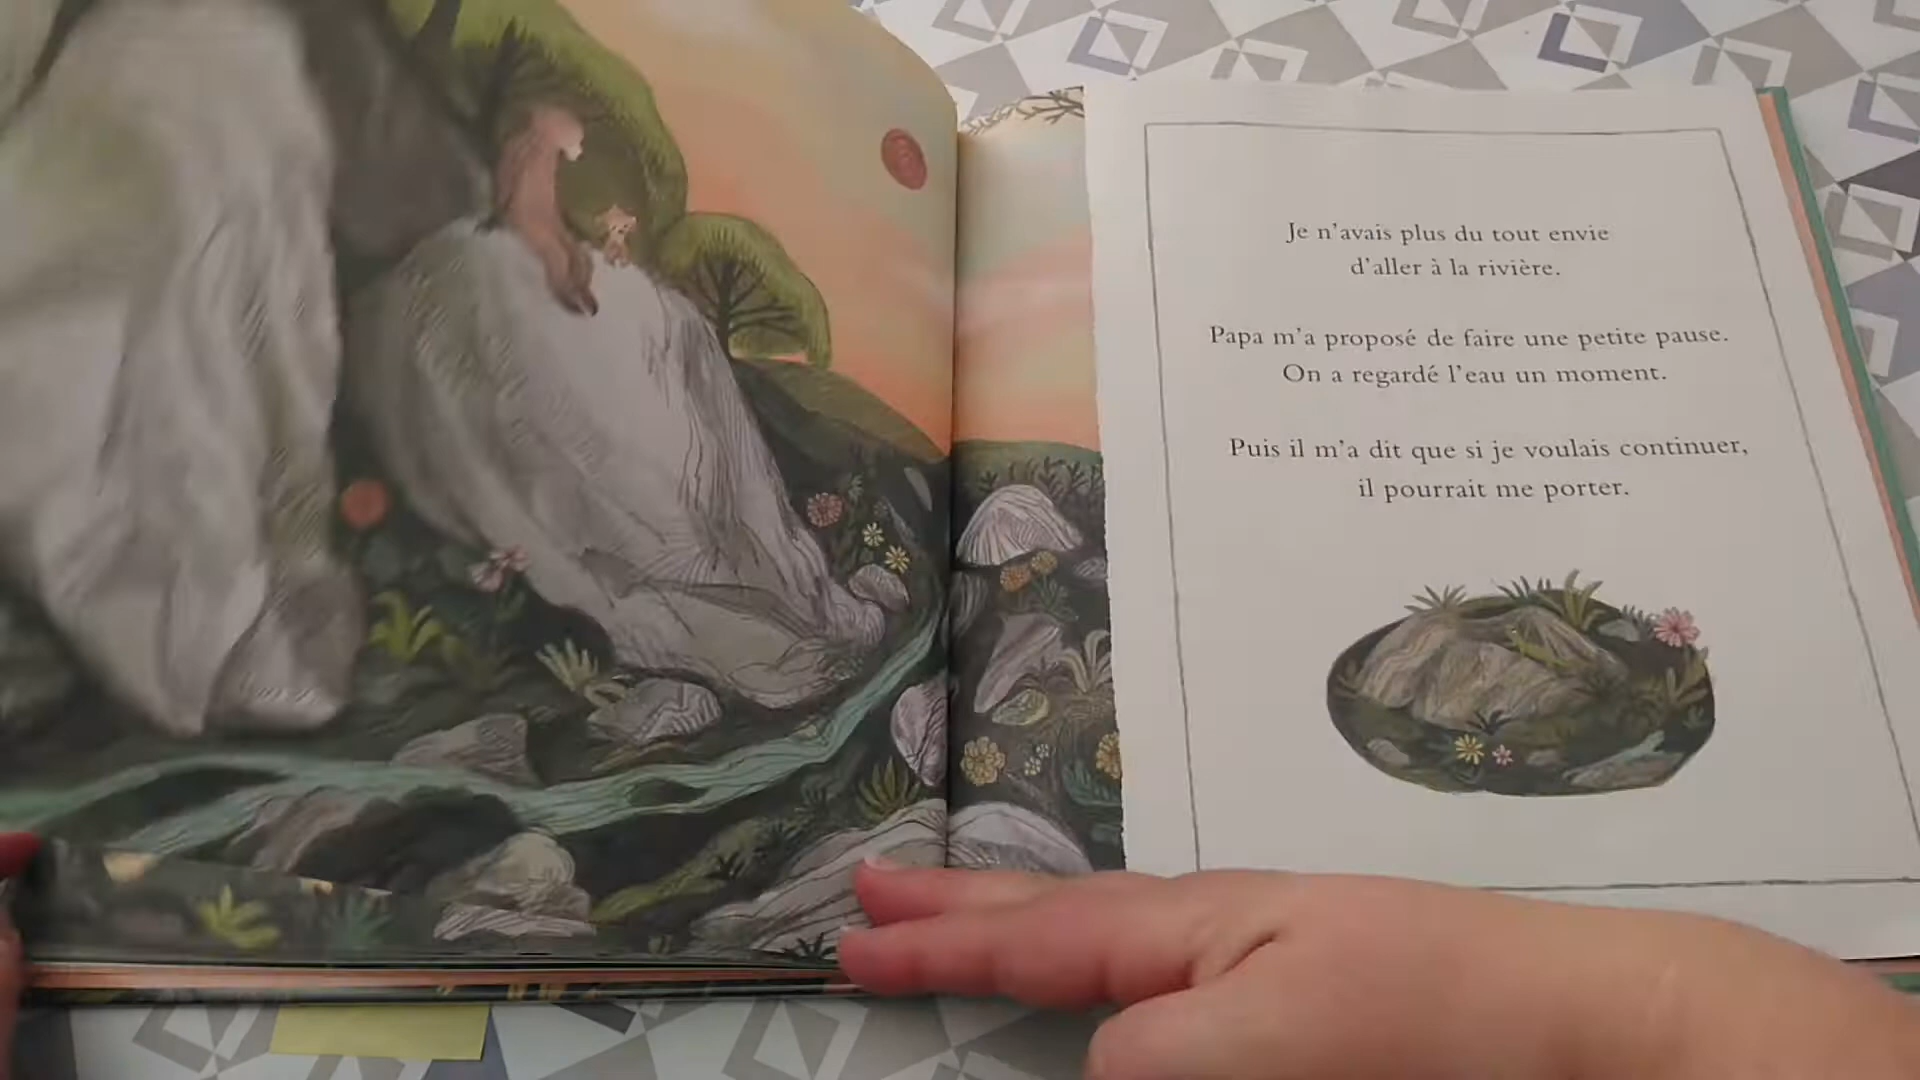 Je n'avais plus du tout envie
d'aller à la rivière.
Papa m'a proposé de faire une petite pause.
On a regardé l'eau un moment.
Puis il m'a dit que si je voulais continuer,
il pourrait me porter.